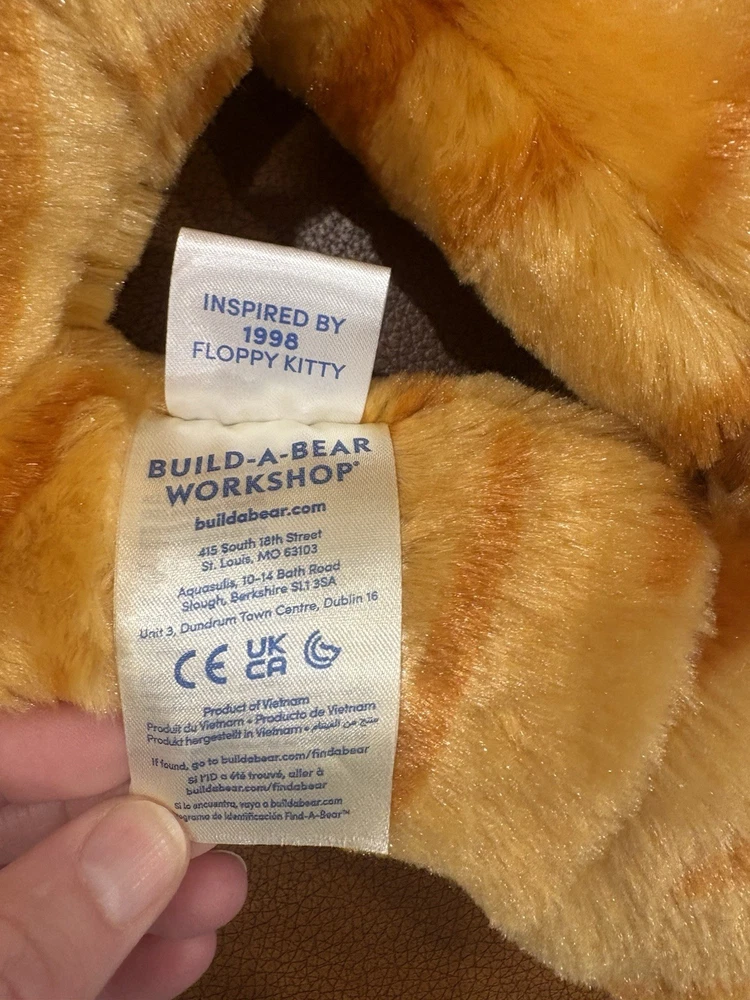 INSPIRED BY
1998
FLOPPY KITTY
BUILD-A-BEAR
WORKSHOP®
buildabear.com
415 South 18th Street
St. Louis, MO 63103
Aquasulis, 10-14 Bath Road
Slough, Berkshire SL1 3SA
Unit 3, Dundrum Town Centre, Dublin 16
CE UK
CA
Product of Vietnam
Produit du Vietnam • Producto de Vietnam
Produkt hergestellt in Vietnam • منتج من الفيتنام
If found, go to buildabear.com/findabear
Si l'ID a été trouvé, aller à
buildabear.com/findabear
Si lo encuentra, vaya a buildabear.com
de identificación Find-A-Bear™